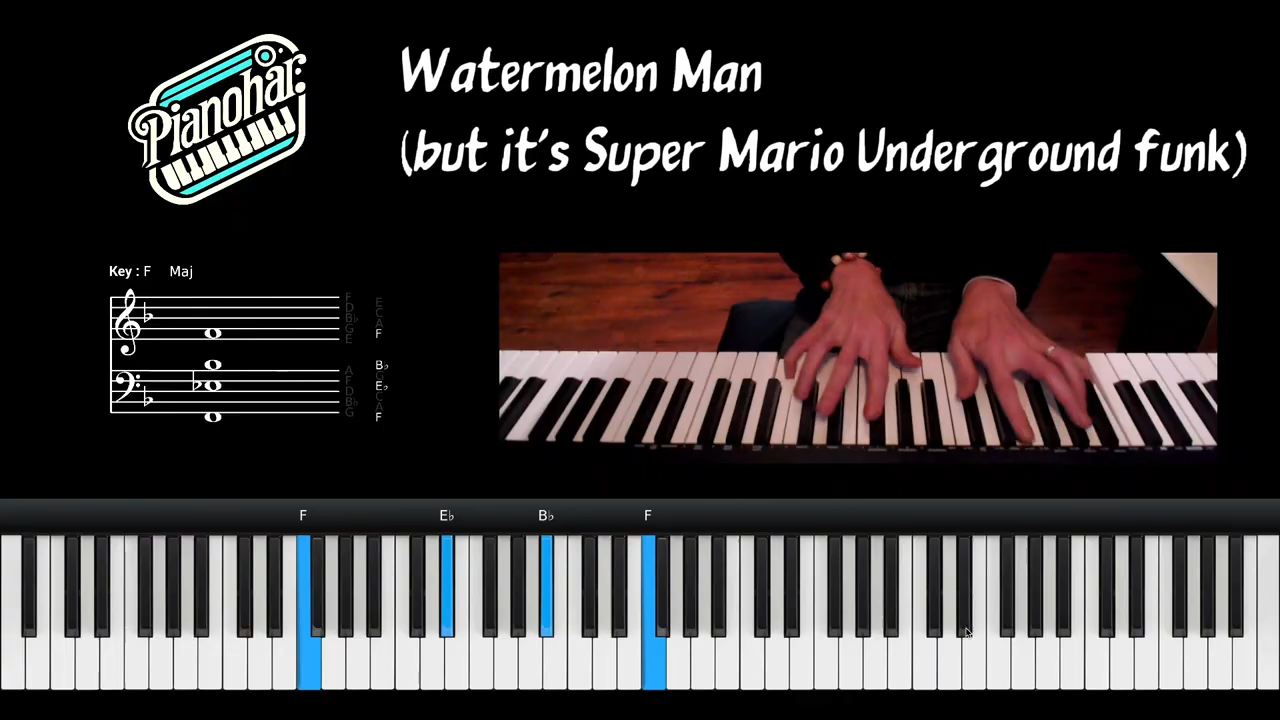 Pianohar
Watermelon Man
(but it's Super Mario Underground funk)
Key : F Maj
F
D
B♭
G
E
E
C
A
F
B♭
G
E♭
C
A
F
A
F
D
B♭
G
F E♭ B♭ F